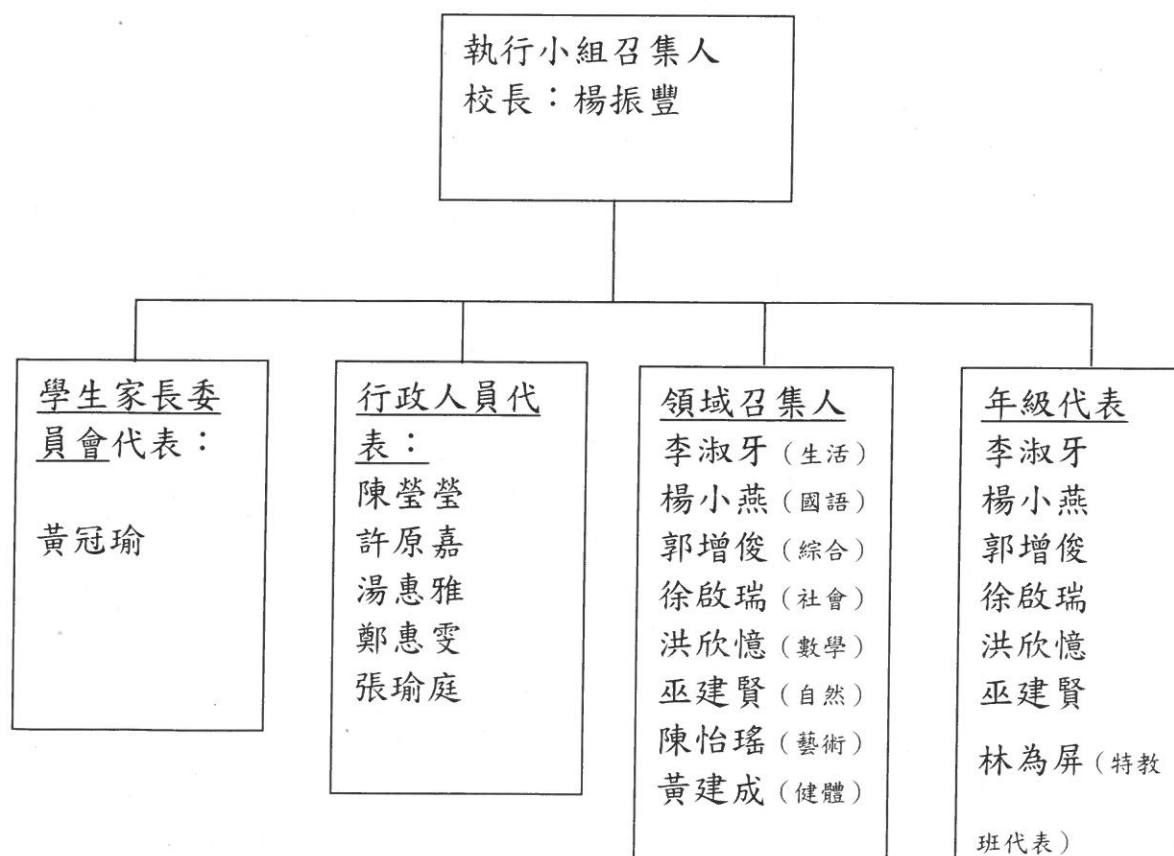 執行小組召集人
校長：楊振豐
學生家長委
員會代表：
黃冠瑜
行政人員代
表：
陳瑩瑩
許原嘉
湯惠雅
鄭惠雯
張瑜庭
領域召集人
李淑牙（生活）
楊小燕（國語）
郭增俊（綜合）
徐啟瑞（社會）
洪欣憶（數學）
巫建賢（自然）
陳怡瑤（藝術）
黃建成（健體）
年級代表
李淑牙
楊小燕
郭增俊
徐啟瑞
洪欣憶
巫建賢
林為屏（特教
班代表）